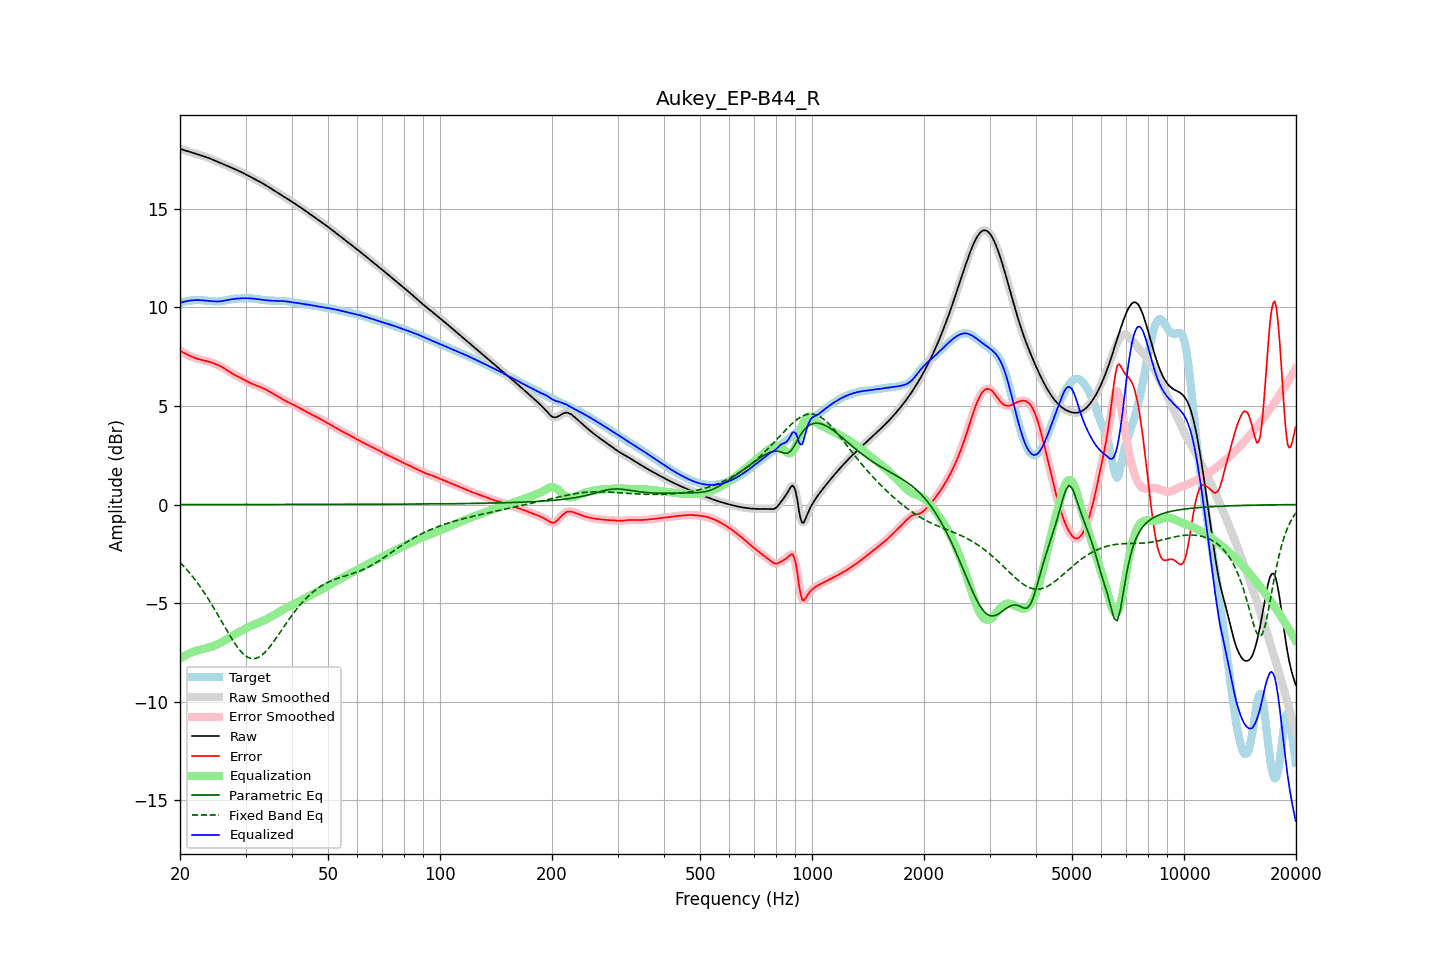 Aukey_EP-B44_R
Amplitude (dBr)
15
10
5
0
−5
−10
−15
Target
Raw Smoothed
Error Smoothed
Raw
Error
Equalization
Parametric Eq
Fixed Band Eq
Equalized
20 50 100 200 500 1000 2000 5000 10000 20000
Frequency (Hz)